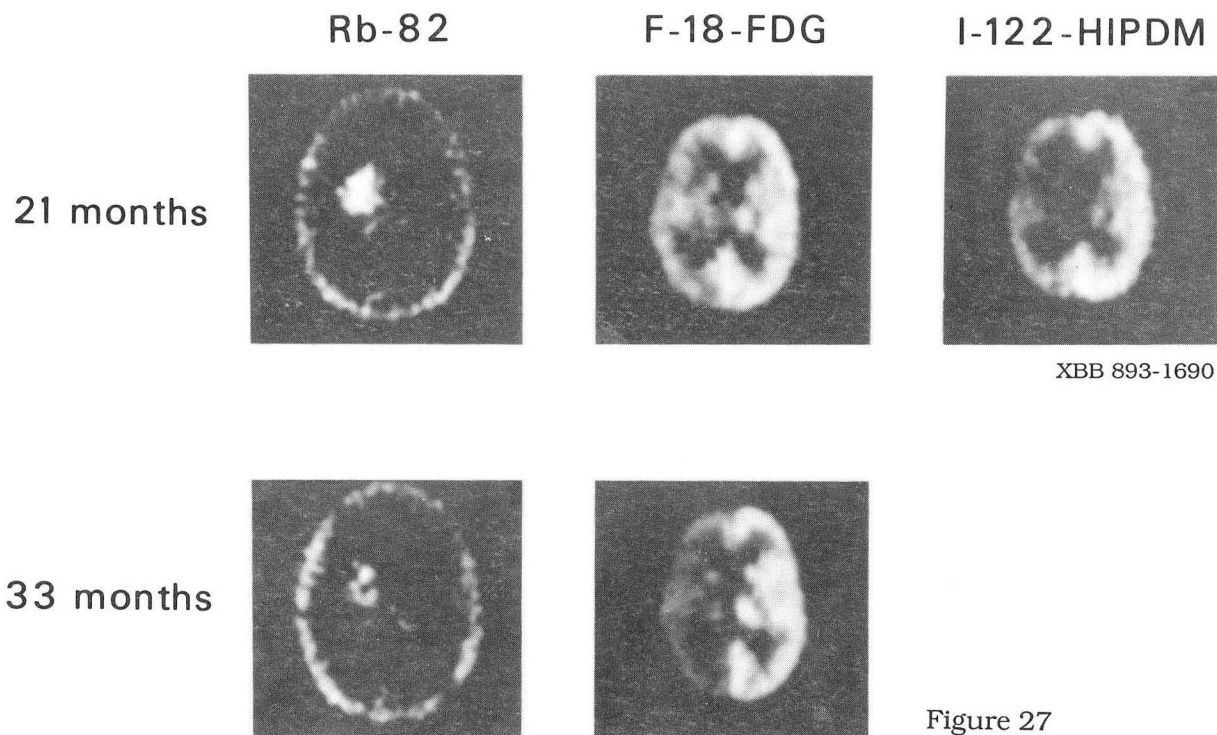 Rb-82 F-18-FDG I-122-HIPDM
21 months
XBB 893-1690
33 months
Figure 27